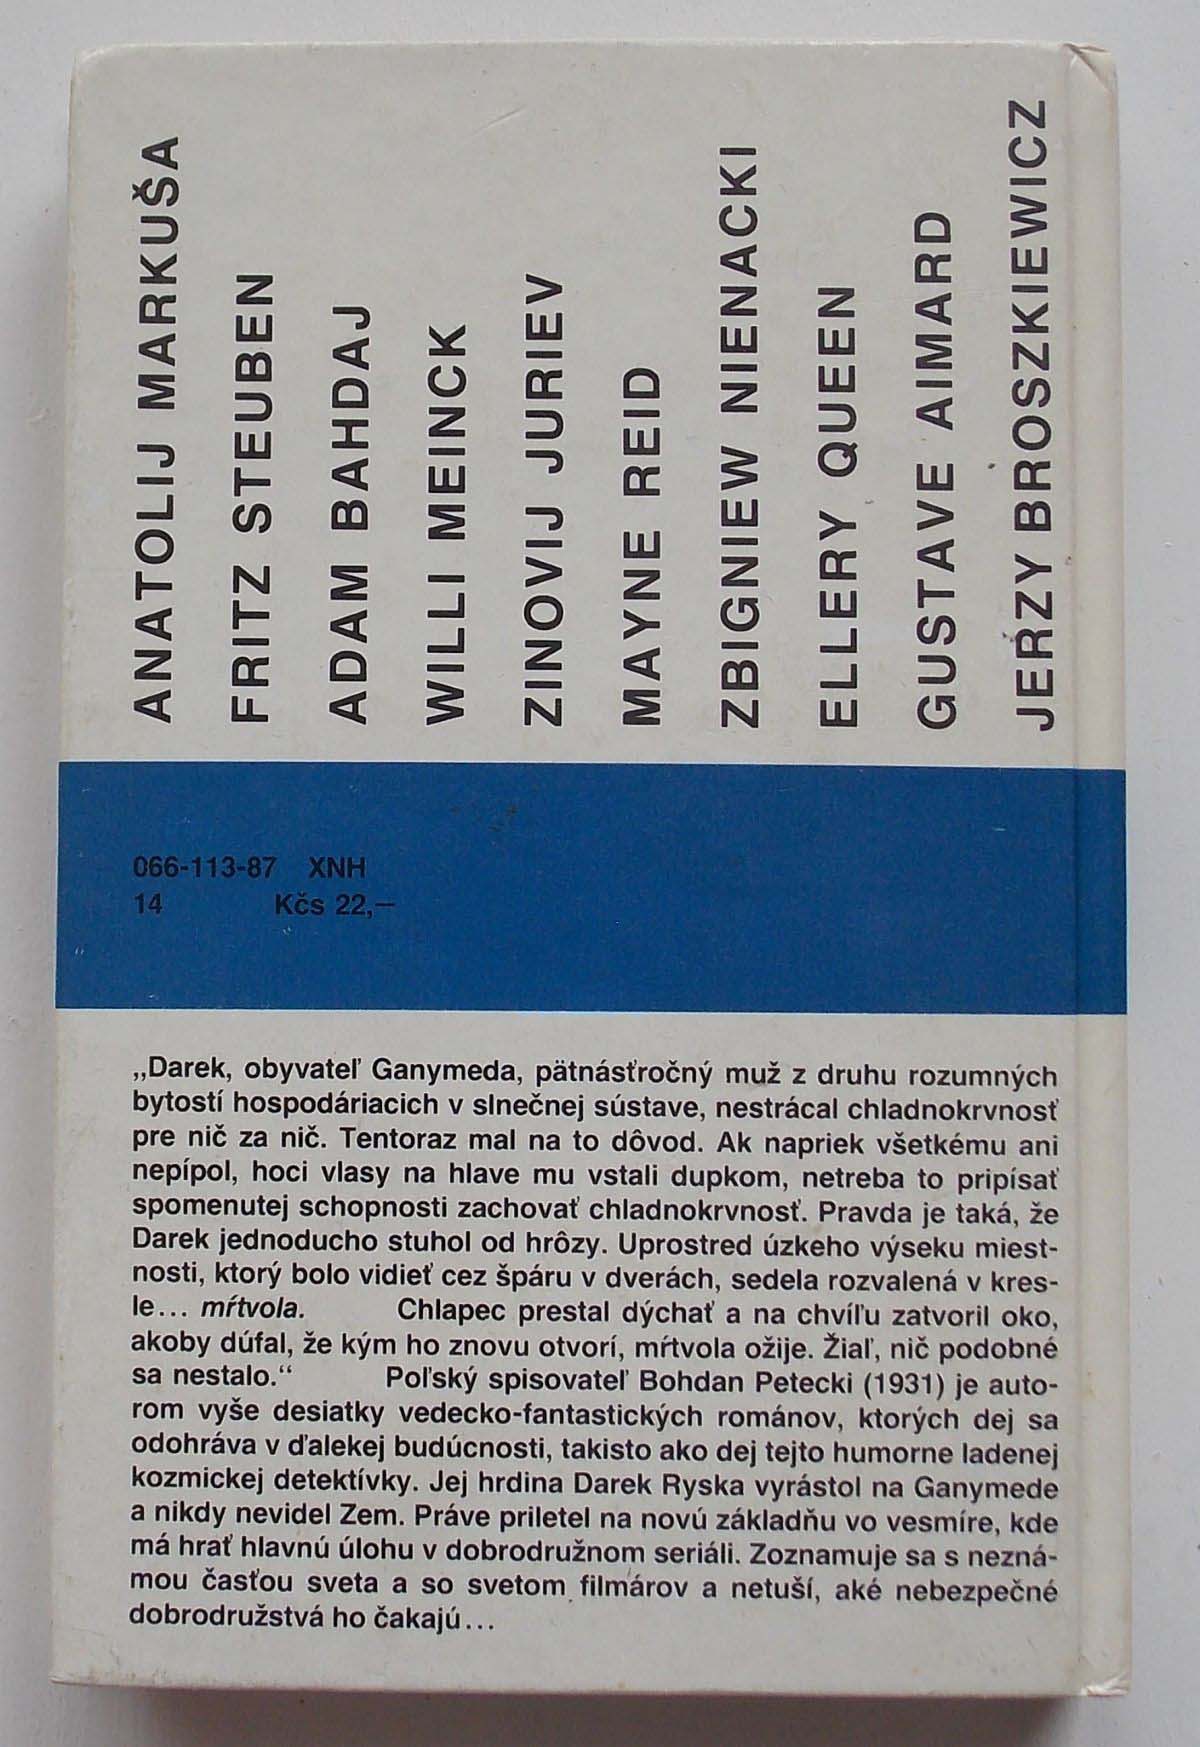 ANATOLIJ MARKUŠA
FRITZ STEUBEN
ADAM BAHDAJ
WILLI MEINCK
ZINOVIJ JURIEV
MAYNE REID
ZBIGNIEW NIENACKI
ELLERY QUEEN
GUSTAVE AIMARD
JERZY BROSZKIEWICZ
066-113-87 XNH
14 Kčs 22,—
„Darek, obyvateľ Ganymeda, pätnásťročný muž z druhu rozumných
bytostí hospodáriacich v slnečnej sústave, nestrácal chladnokrvnosť
pre nič za nič. Tentoraz mal na to dôvod. Ak napriek všetkému ani
nepípol, hoci vlasy na hlave mu vstali dupkom, netreba to pripísať
spomenutej schopnosti zachovať chladnokrvnosť. Pravda je taká, že
Darek jednoducho stuhol od hrôzy. Uprostred úzkeho výseku miest-
nosti, ktorý bolo vidieť cez špáru v dverách, sedela rozvalená v kres-
le... mŕtvola. Chlapec prestal dýchať a na chvíľu zatvoril oko,
akoby dúfal, že kým ho znovu otvorí, mŕtvola ožije. Žiaľ, nič podobné
sa nestalo.“ Poľský spisovateľ Bohdan Petecki (1931) je auto-
rom vyše desiatky vedecko-fantastických románov, ktorých dej sa
odohráva v ďalekej budúcnosti, takisto ako dej tejto humorne ladenej
kozmickej detektívky. Jej hrdina Darek Ryska vyrástol na Ganymede
a nikdy nevidel Zem. Práve priletel na novú základňu vo vesmíre, kde
má hrať hlavnú úlohu v dobrodružnom seriáli. Zoznamuje sa s nezná-
mou časťou sveta a so svetom filmárov a netuší, aké nebezpečné
dobrodružstvá ho čakajú...